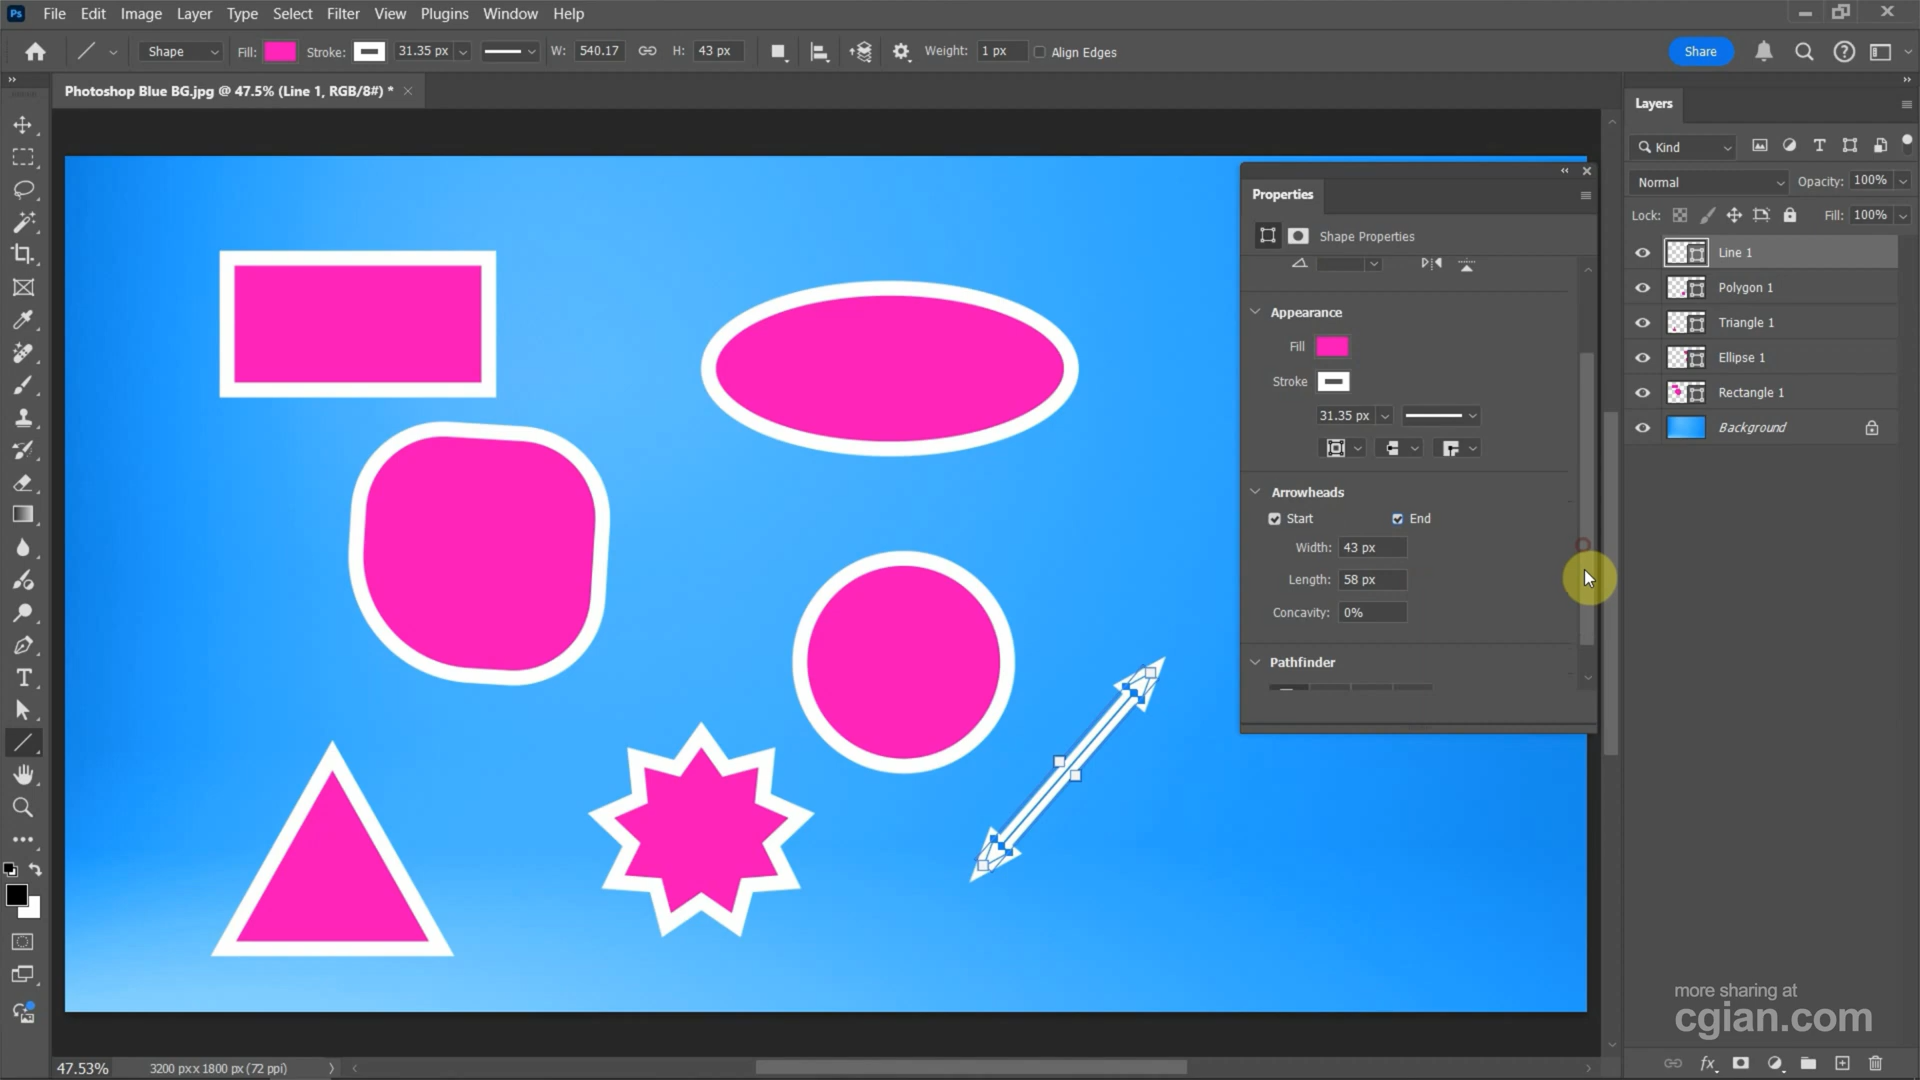 Ps File Edit Image Layer Type Select Filter View Plugins Window Help
Shape Fill: Stroke: 31.35 px W: 540.17 H: 43 px Weight: 1 px Align Edges Share
Photoshop Blue BG.jpg @ 47.5% (Line 1, RGB/8#) *
Properties
Shape Properties
Appearance
Fill
Stroke
31.35 px
Arrowheads
Start End
Width: 43 px
Length: 58 px
Concavity: 0%
Pathfinder
Layers
Kind
Normal Opacity: 100%
Lock: Fill: 100%
Line 1
Polygon 1
Triangle 1
Ellipse 1
Rectangle 1
Background
more sharing at
cgian.com
47.53% 3200 px x 1800 px (72 ppi)
fx